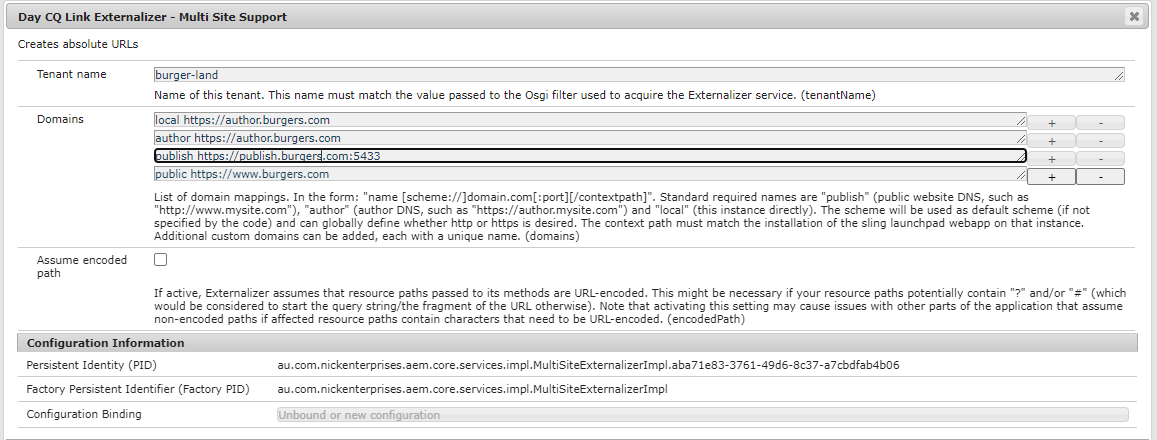 Day CQ Link Externalizer - Multi Site Support
Creates absolute URLs
Tenant name
burger-land
Name of this tenant. This name must match the value passed to the Osgi filter used to acquire the Externalizer service. (tenantName)
Domains
local https://author.burgers.com
+ -
author https://author.burgers.com
+ -
publish https://publish.burgers.com:5433
+ -
public https://www.burgers.com
+ -
List of domain mappings. In the form: "name [scheme://]domain.com[:port][/contextpath]". Standard required names are "publish" (public website DNS, such as
"http://www.mysite.com"), "author" (author DNS, such as "https://author.mysite.com") and "local" (this instance directly). The scheme will be used as default scheme (if not
specified by the code) and can globally define whether http or https is desired. The context path must match the installation of the sling launchpad webapp on that instance.
Additional custom domains can be added, each with a unique name. (domains)
Assume encoded
path
If active, Externalizer assumes that resource paths passed to its methods are URL-encoded. This might be necessary if your resource paths potentially contain "?" and/or "#" (which
would be considered to start the query string/the fragment of the URL otherwise). Note that activating this setting may cause issues with other parts of the application that assume
non-encoded paths if affected resource paths contain characters that need to be URL-encoded. (encodedPath)
Configuration Information
Persistent Identity (PID)
au.com.nickenterprises.aem.core.services.impl.MultiSiteExternalizerImpl.aba71e83-3761-49d6-8c37-a7cbdfab4b06
Factory Persistent Identifier (Factory PID)
au.com.nickenterprises.aem.core.services.impl.MultiSiteExternalizerImpl
Configuration Binding
Unbound or new configuration